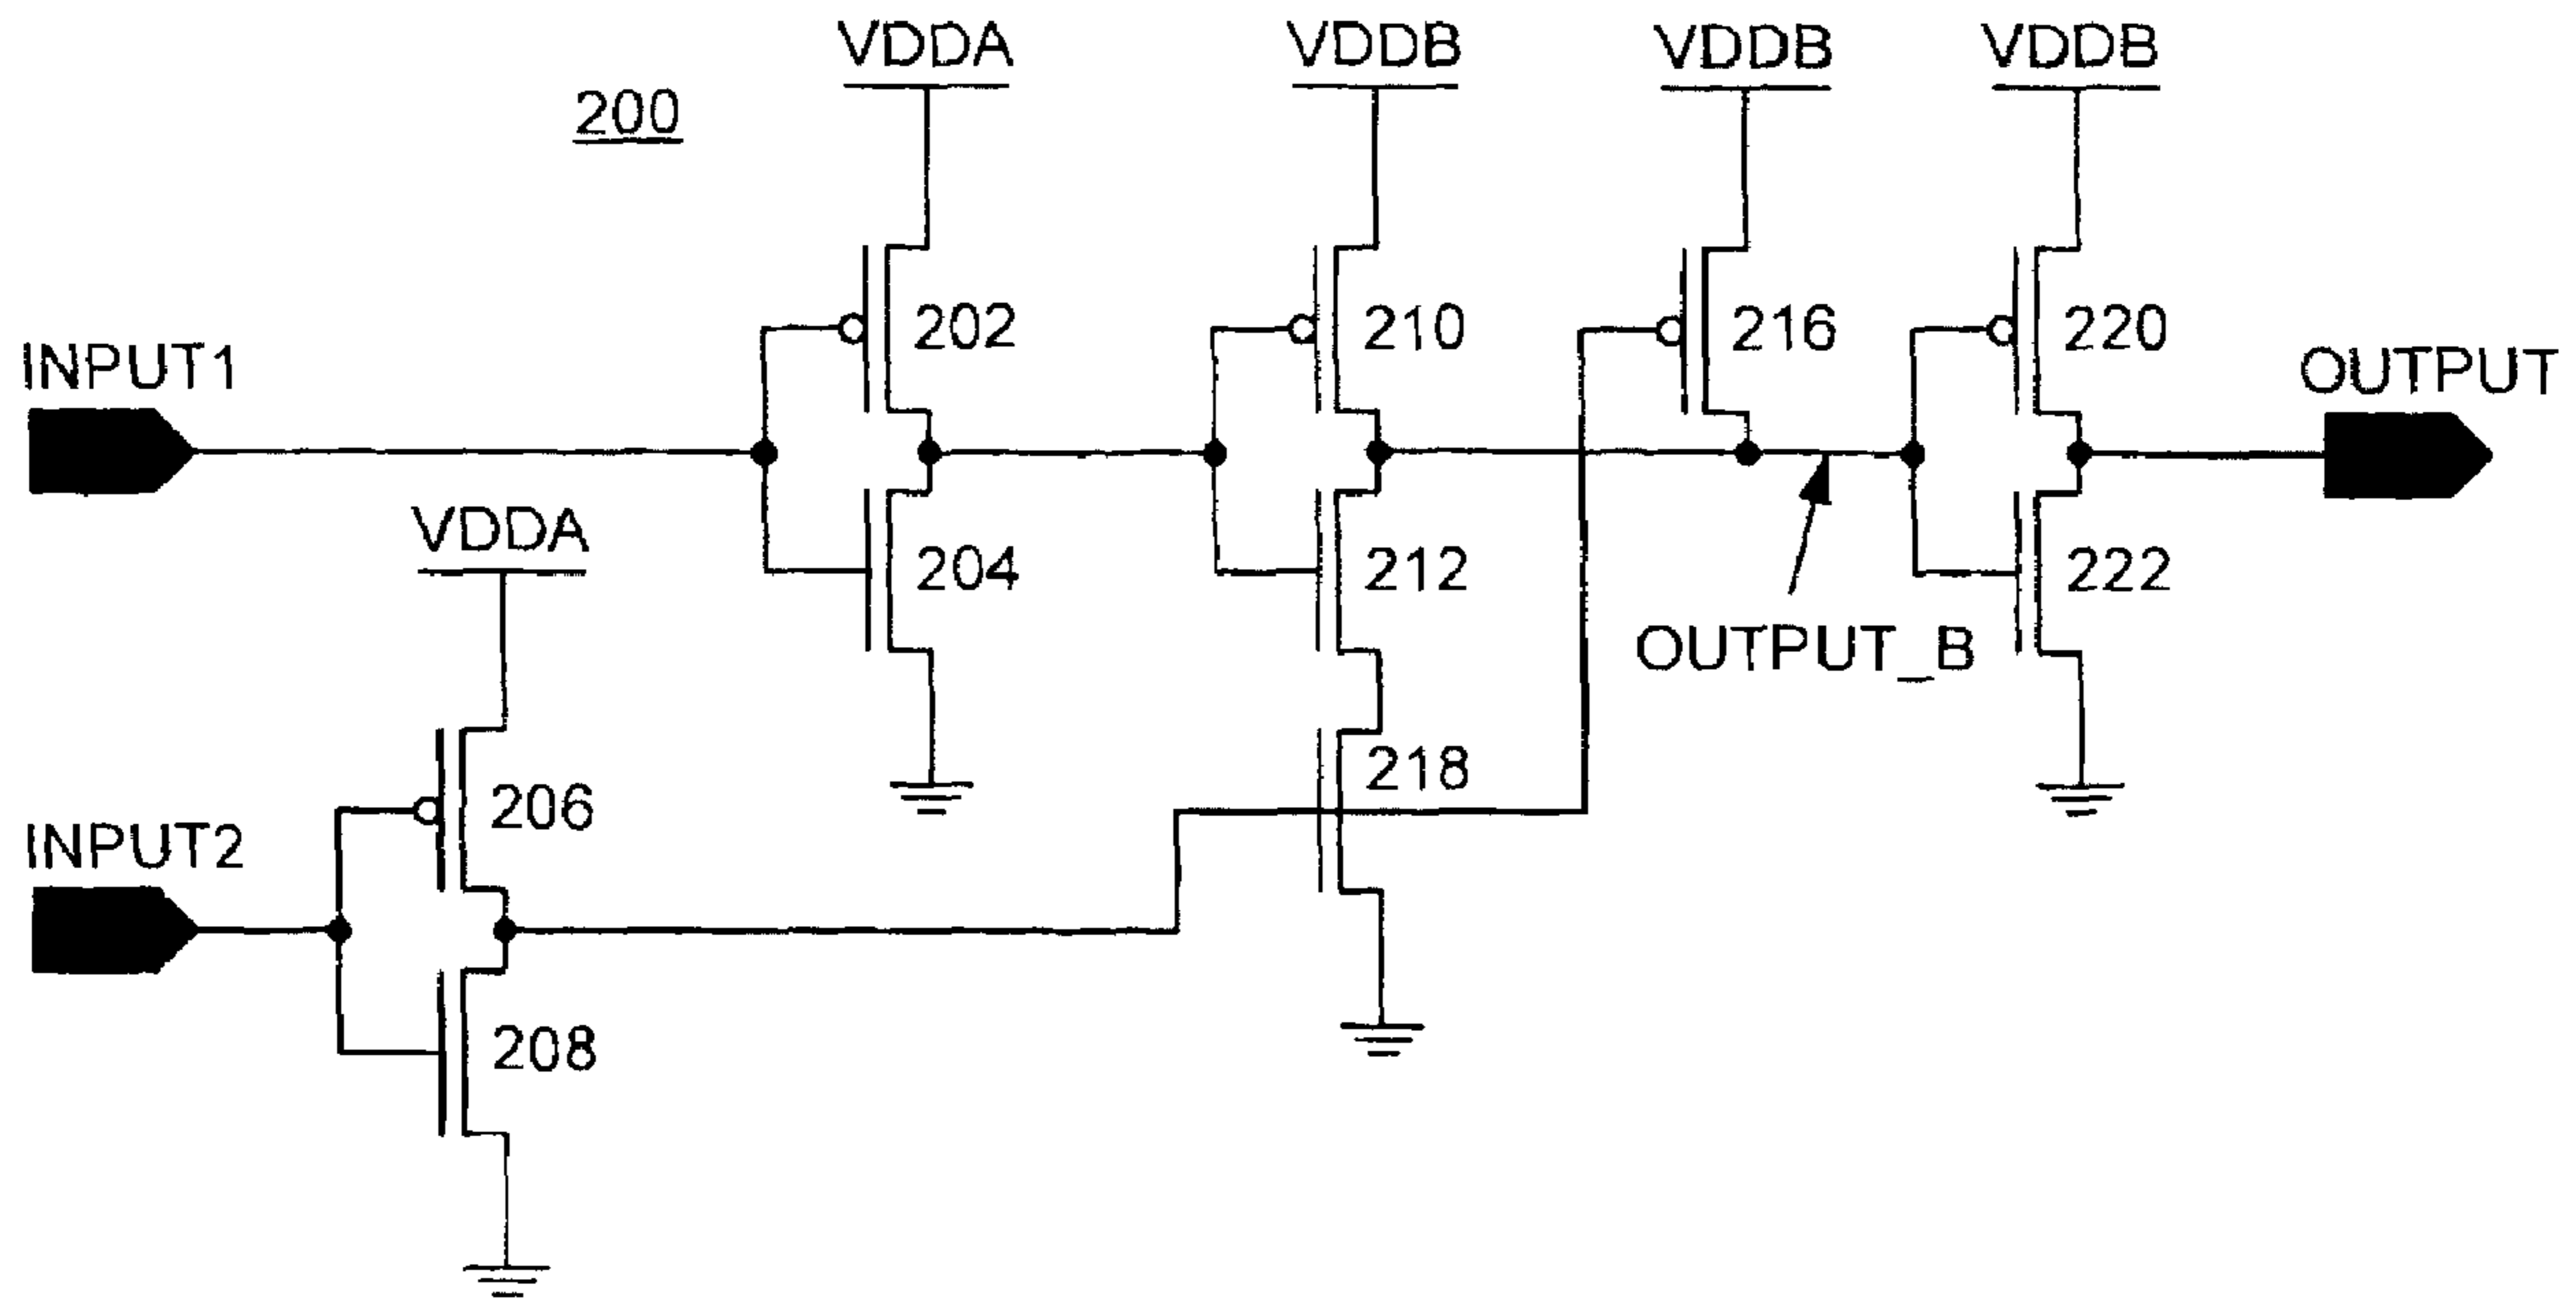 VDDA
VDDB
VDDB
VDDB
200
202
210
216
220
INPUT1
OUTPUT
VDDA
204
212
222
OUTPUT_B
218
206
INPUT2
208